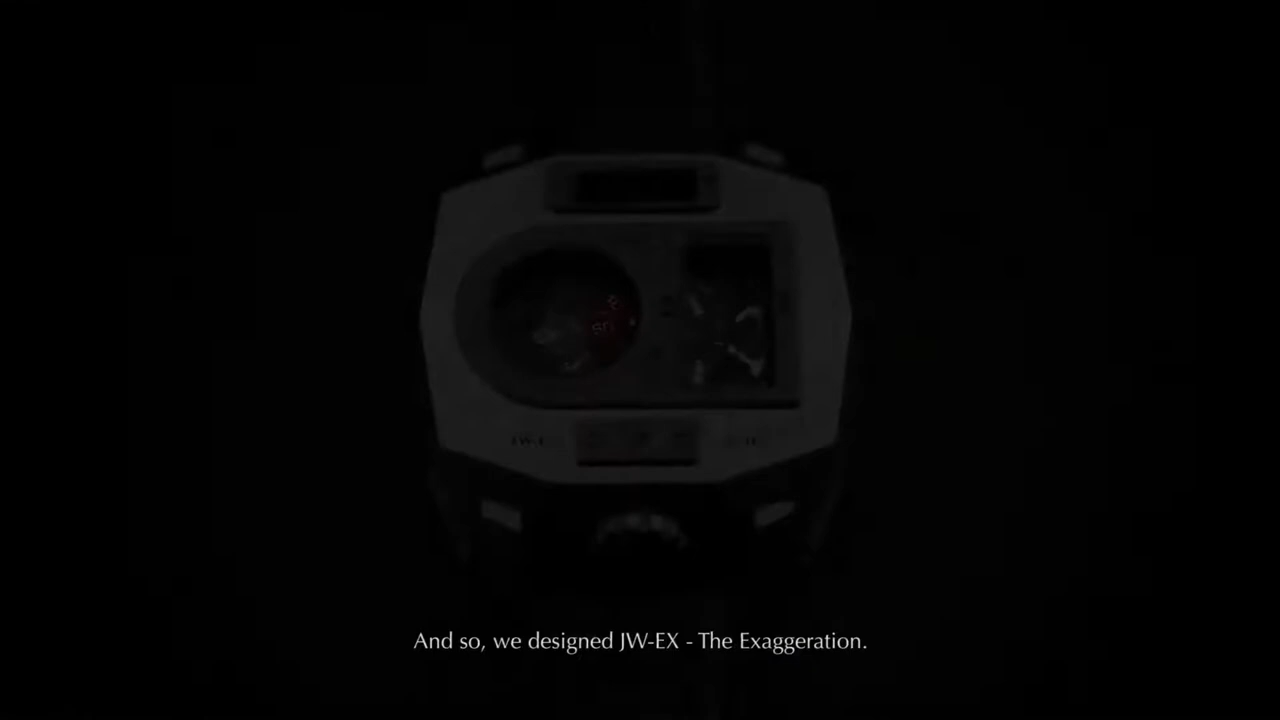 And so, we designed JW-EX - The Exaggeration.